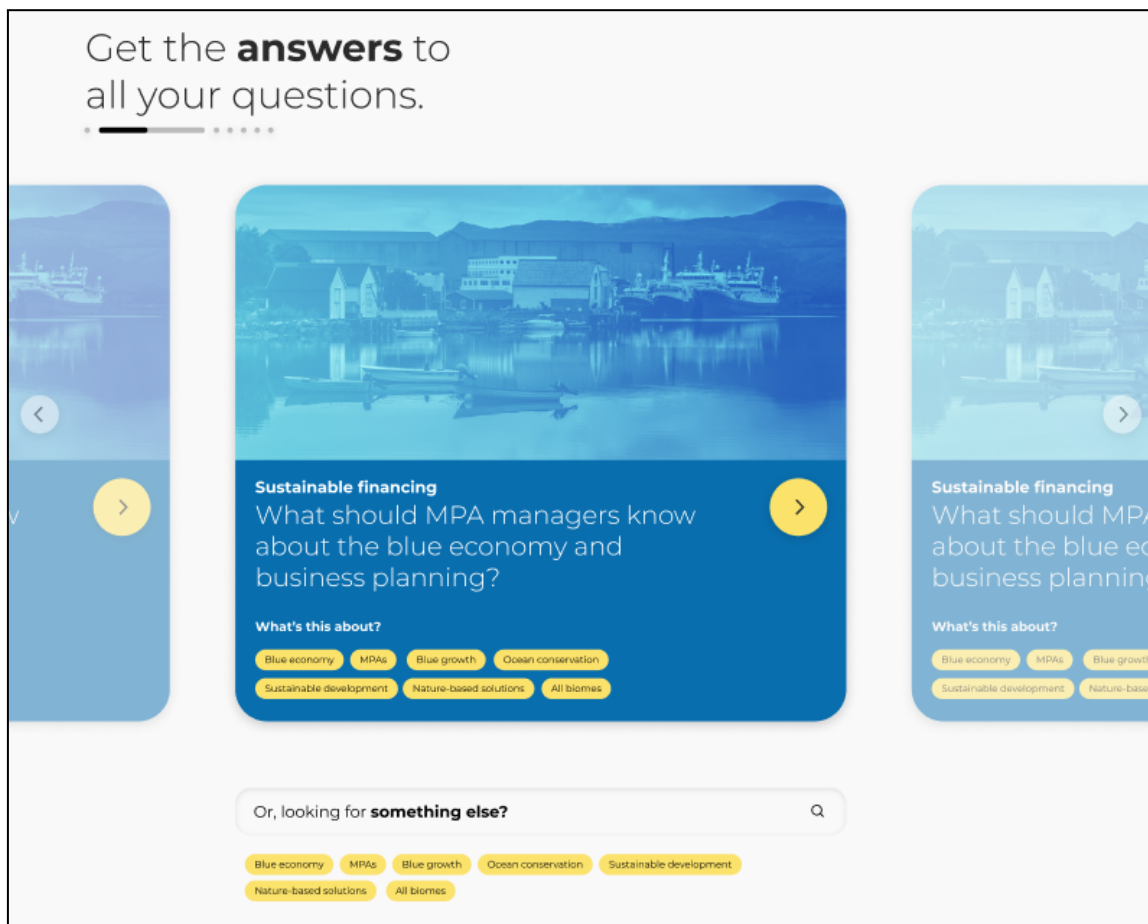 Get the answers to
all your questions.
Sustainable financing
What should MPA managers know
about the blue economy and
business planning?
What's this about?
Blue economy MPAs Blue growth Ocean conservation
Sustainable development Nature-based solutions All biomes
Sustainable financing
What should MPA
about the blue ec
business planning
What's this about?
Blue economy MPAs Blue growth
Sustainable development Nature-base
Or, looking for something else?
Blue economy MPAs Blue growth Ocean conservation Sustainable development
Nature-based solutions All biomes